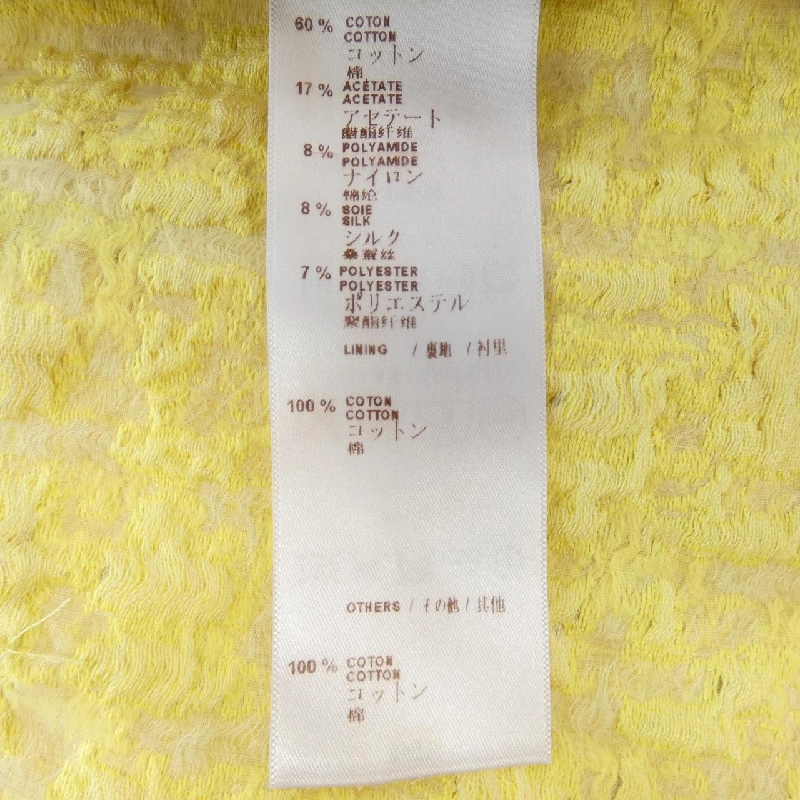 60 % COTON
COTTON
コットン
棉
17 % ACÉTATE
ACETATE
アセテート
醋酯纤维
8 % POLYAMIDE
POLYAMIDE
ナイロン
锦纶
8 % SOIE
SILK
シルク
桑蚕丝
7 % POLYESTER
POLYESTER
ポリエステル
聚酯纤维
LINING / 裏地 / 衬里
100 % COTON
COTTON
コットン
棉
OTHERS / その他 / 其他
100 % COTON
COTTON
コットン
棉